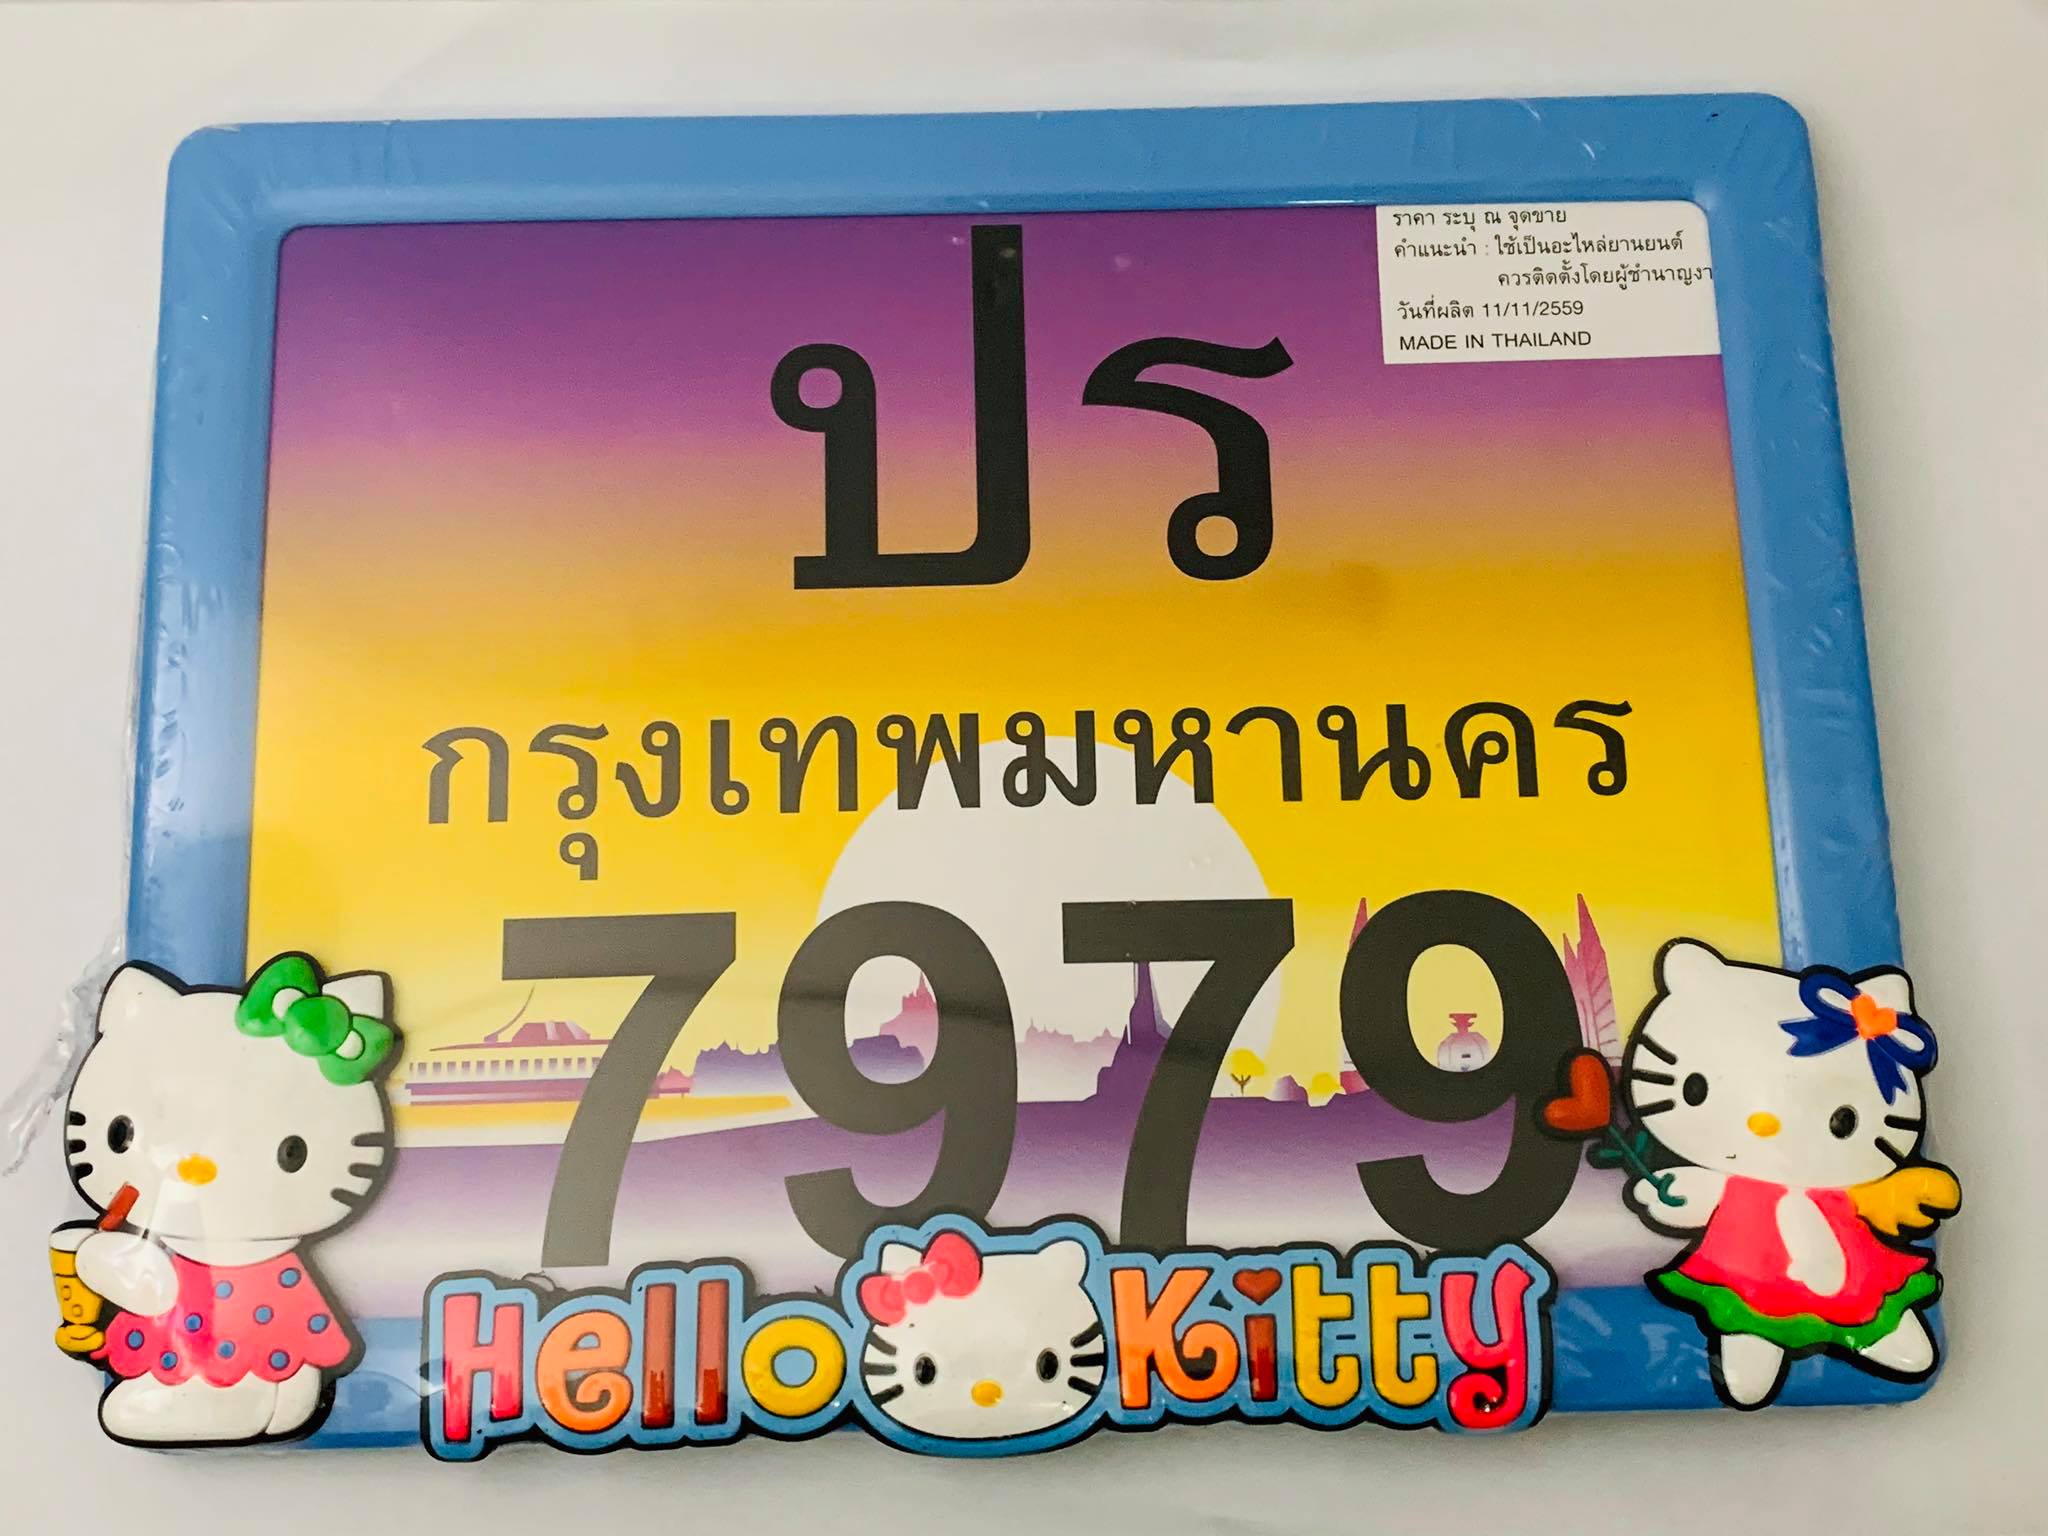 ราคา ระบุ ณ จุดขาย
คำแนะนำ : ใช้เป็นอะไหล่ยานยนต์
ควรติดตั้งโดยผู้ชำนาญงา
วันที่ผลิต 11/11/2559
MADE IN THAILAND
ปร
กรุงเทพมหานคร
7979
Hello Kitty